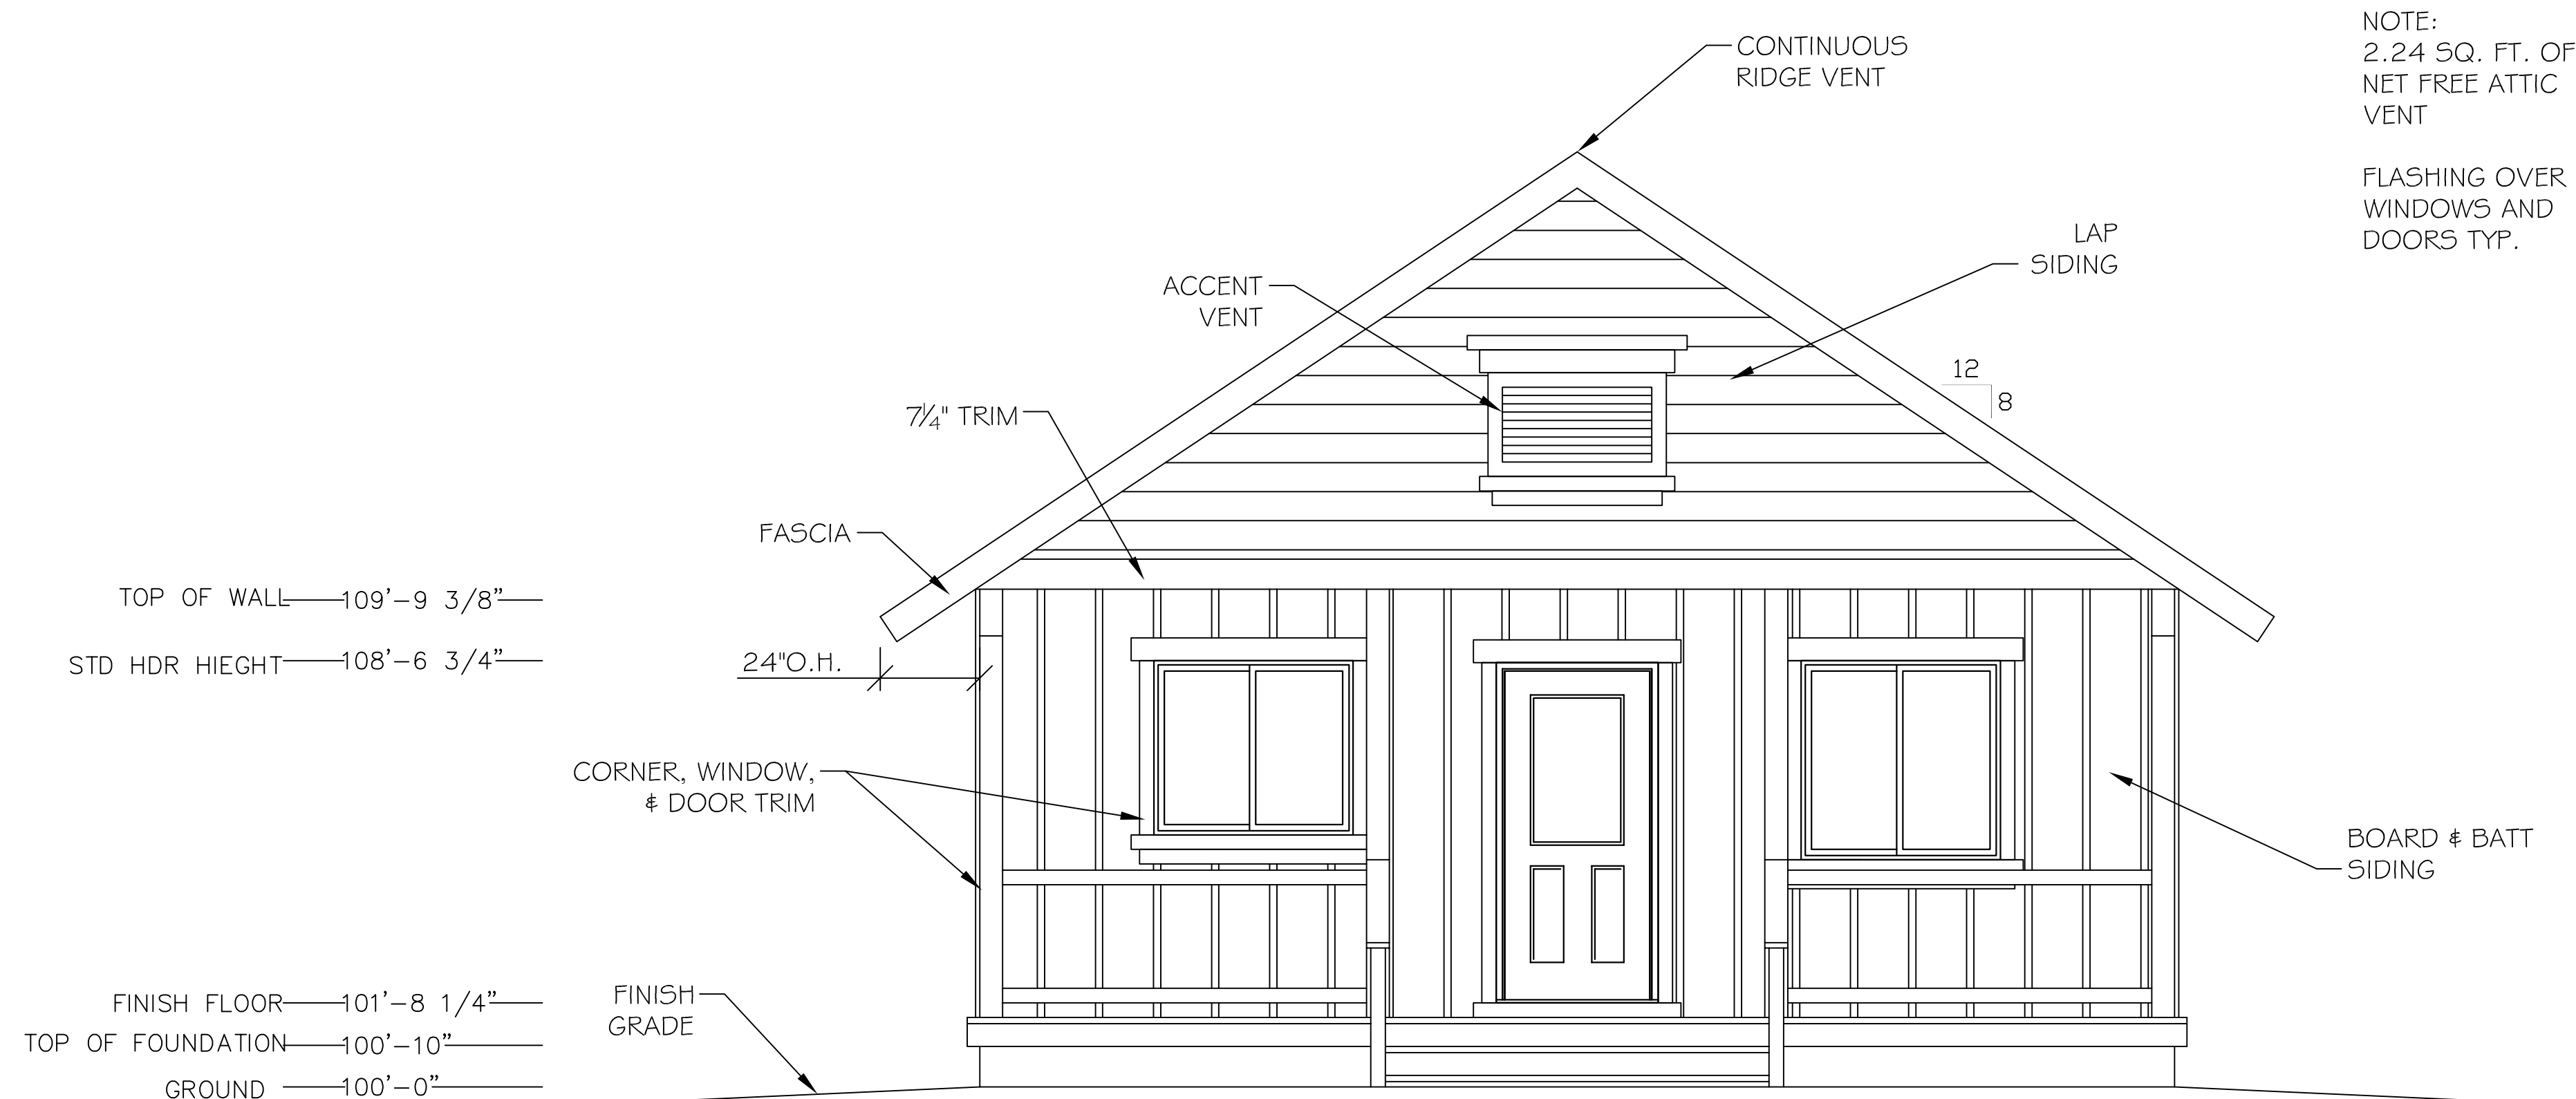 NOTE:
2.24 SQ. FT. OF
NET FREE ATTIC
VENT
FLASHING OVER
WINDOWS AND
DOORS TYP.
CONTINUOUS
RIDGE VENT
LAP
SIDING
ACCENT
VENT
12
8
7¼" TRIM
FASCIA
TOP OF WALL 109'-9 3/8"
STD HDR HIEGHT 108'-6 3/4"
24"O.H.
CORNER, WINDOW,
& DOOR TRIM
BOARD & BATT
SIDING
FINISH FLOOR 101'-8 1/4"
TOP OF FOUNDATION 100'-10"
GROUND 100'-0"
FINISH
GRADE